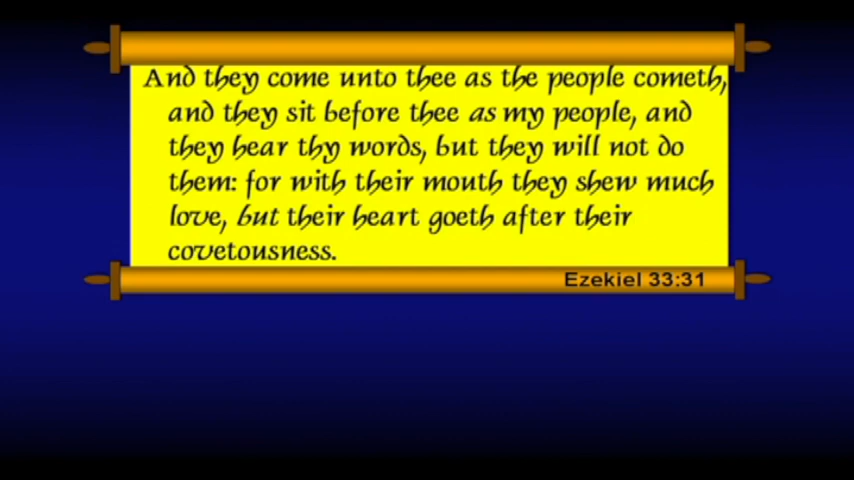 And they come unto thee as the people cometh,
and they sit before thee as my people, and
they hear thy words, but they will not do
them: for with their mouth they shew much
love, but their heart goeth after their
covetousness.
Ezekiel 33:31